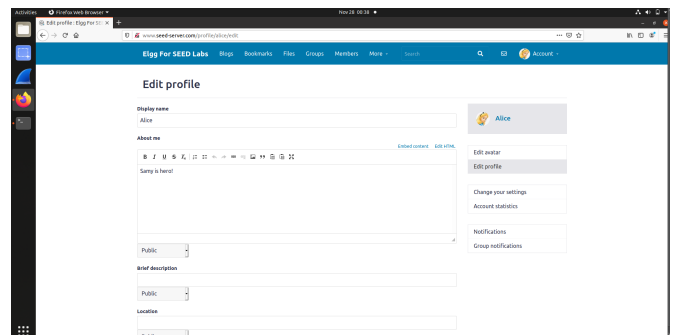 Activities Firefox Web Browser Nov 28 00:38
Edit profile : Elgg For SE
www.seed-server.com/profile/alice/edit
Elgg For SEED Labs Blogs Bookmarks Files Groups Members More Search Account
Edit profile
Display name
Alice
About me
Embed content Edit HTML
B I U S Ix
Samy is hero!
Public
Brief description
Public
Location
Alice
Edit avatar
Edit profile
Change your settings
Account statistics
Notifications
Group notifications